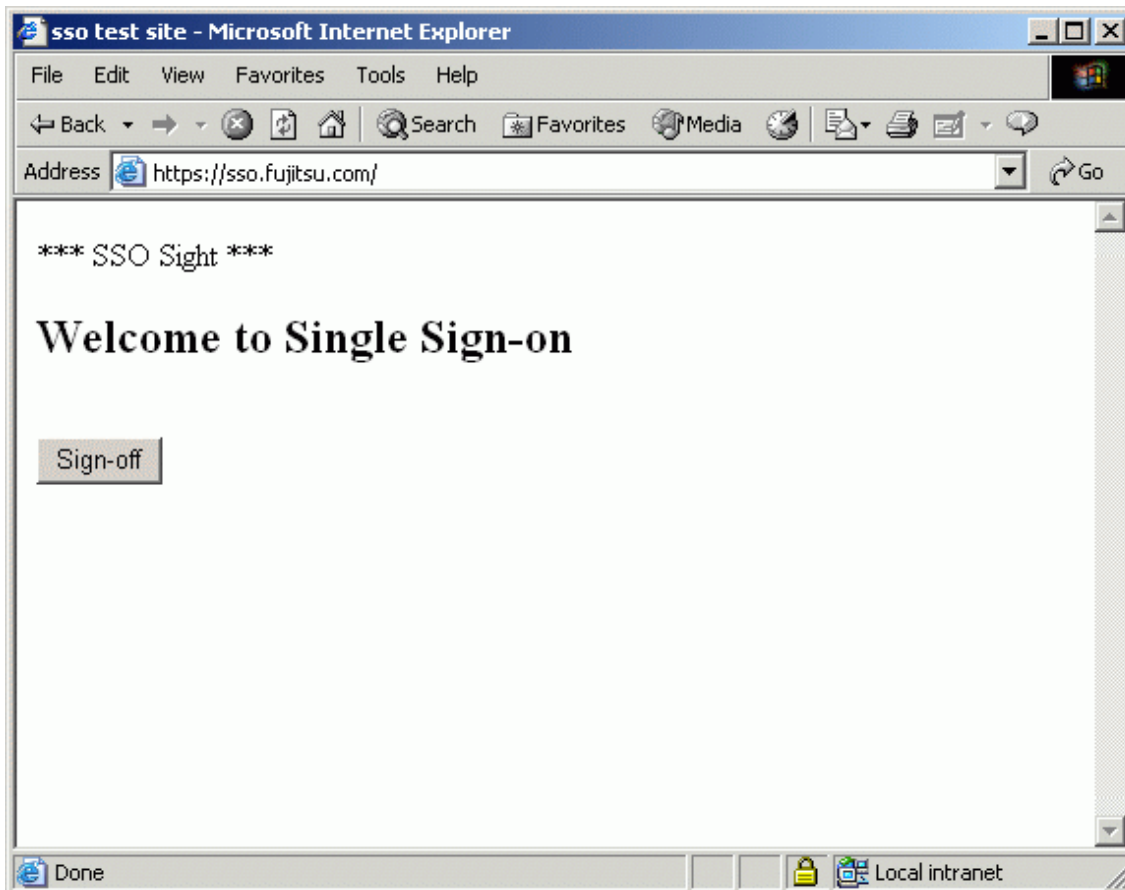 sso test site - Microsoft Internet Explorer
File Edit View Favorites Tools Help
Back Search Favorites Media
Address https://sso.fujitsu.com/ Go
*** SSO Sight ***
Welcome to Single Sign-on
Sign-off
Done Local intranet